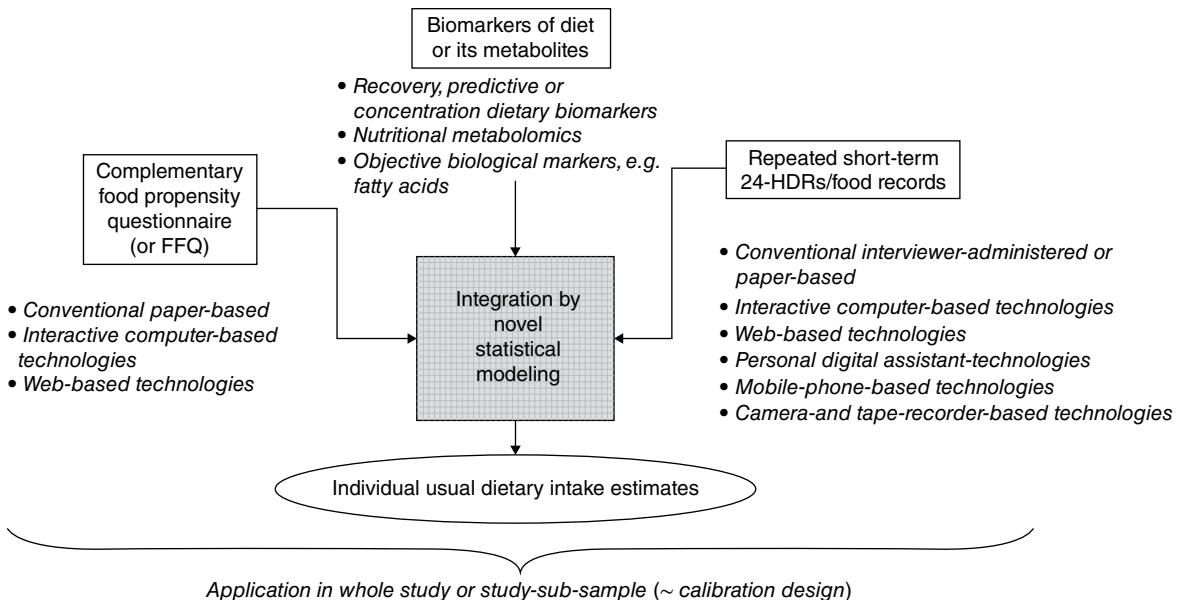 Biomarkers of diet
or its metabolites
• Recovery, predictive or
concentration dietary biomarkers
• Nutritional metabolomics
• Objective biological markers, e.g.
fatty acids
Complementary
food propensity
questionnaire
(or FFQ)
• Conventional paper-based
• Interactive computer-based
technologies
• Web-based technologies
Repeated short-term
24-HDRs/food records
• Conventional interviewer-administered or
paper-based
• Interactive computer-based technologies
• Web-based technologies
• Personal digital assistant-technologies
• Mobile-phone-based technologies
• Camera-and tape-recorder-based technologies
Integration by
novel
statistical
modeling
Individual usual dietary intake estimates
Application in whole study or study-sub-sample (~ calibration design)